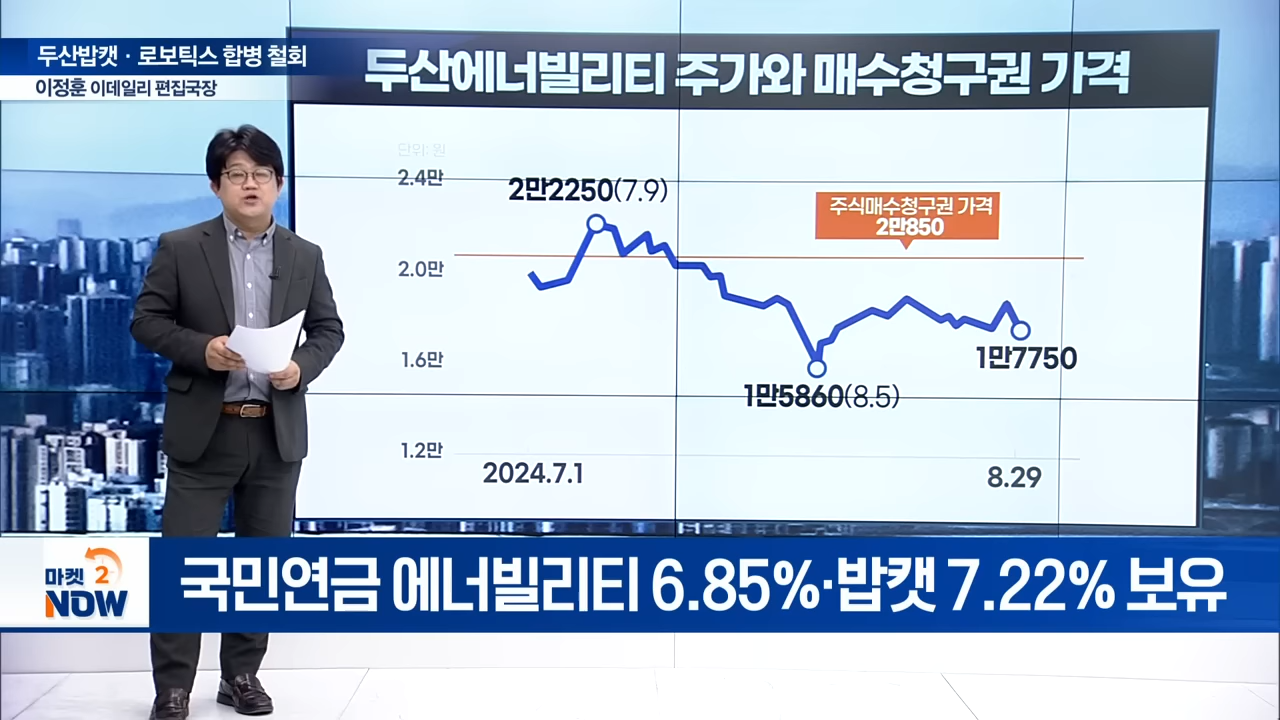 두산밥캣 · 로보틱스 합병 철회
이정훈 이데일리 편집국장
두산에너빌리티 주가와 매수청구권 가격
단위: 원
2.4만
2만2250(7.9)
주식매수청구권 가격
2만850
2.0만
1만7750
1.6만
1만5860(8.5)
1.2만
2024.7.1
8.29
마켓 2
NOW
국민연금 에너빌리티 6.85%·밥캣 7.22% 보유